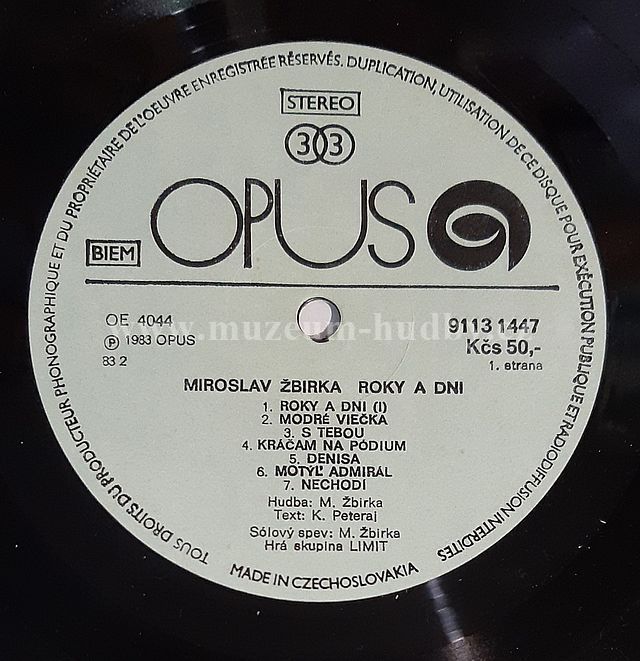 TOUS DROITS DU PRODUCTEUR PHONOGRAPHIQUE ET DU PROPRIÉTAIRE DE L'OEUVRE ENREGISTRÉE RÉSERVÉS. DUPLICATION, UTILISATION DE CE DISQUE POUR EXÉCUTION PUBLIQUE ET RADIODIFFUSION INTERDITES
STEREO
33
OPUS
BIEM
OE 4044
℗ 1983 OPUS
83 2
9113 1447
Kčs 50,-
1. strana
www.muzeum-hudb
MIROSLAV ŽBIRKA ROKY A DNI
1. ROKY A DNI (I)
2. MODRÉ VIEČKA
3. S TEBOU
4. KRÁČAM NA PÓDIUM
5. DENISA
6. MOTÝĽ ADMIRÁL
7. NECHODÍ
Hudba: M. Žbirka
Text: K. Peteraj
Sólový spev: M. Žbirka
Hrá skupina LIMIT
MADE IN CZECHOSLOVAKIA